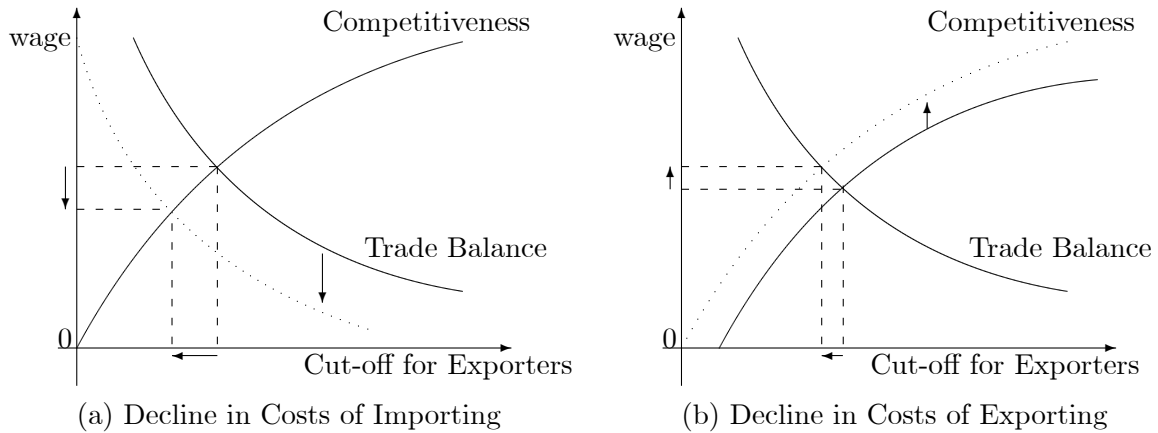 Competitiveness
wage
Trade Balance
0
Cut-off for Exporters
(a) Decline in Costs of Importing
Competitiveness
wage
Trade Balance
0
Cut-off for Exporters
(b) Decline in Costs of Exporting